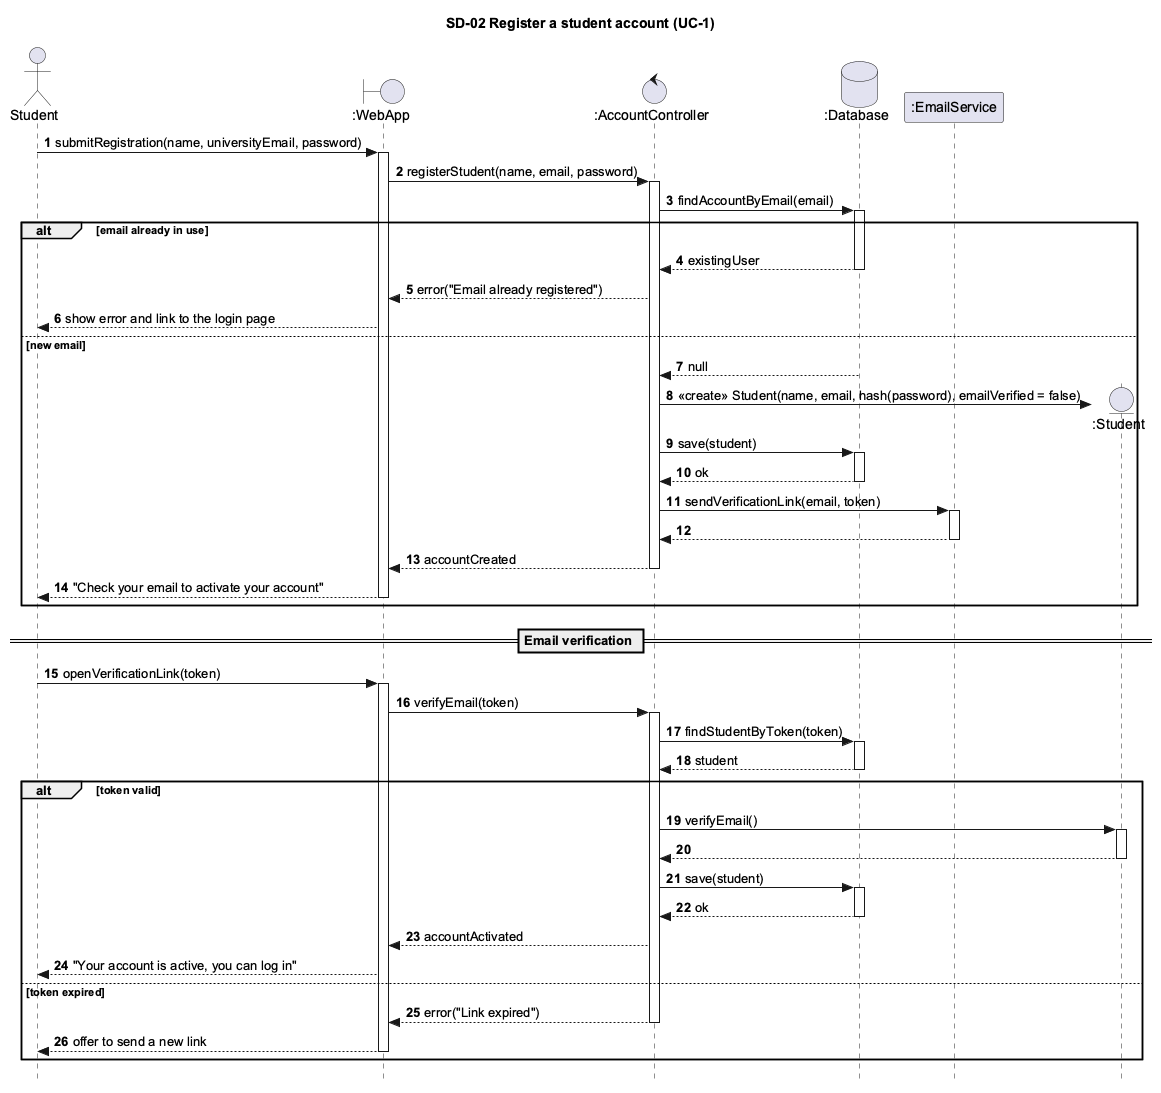 SD-02 Register a student account (UC-1)
Student
:WebApp
:AccountController
:Database
:EmailService
1 submitRegistration(name, universityEmail, password)
2 registerStudent(name, email, password)
3 findAccountByEmail(email)
alt [email already in use]
4 existingUser
5 error("Email already registered")
6 show error and link to the login page
[new email]
7 null
8 «create» Student(name, email, hash(password), emailVerified = false)
:Student
9 save(student)
10 ok
11 sendVerificationLink(email, token)
12
13 accountCreated
14 "Check your email to activate your account"
Email verification
15 openVerificationLink(token)
16 verifyEmail(token)
17 findStudentByToken(token)
18 student
alt [token valid]
19 verifyEmail()
20
21 save(student)
22 ok
23 accountActivated
24 "Your account is active, you can log in"
[token expired]
25 error("Link expired")
26 offer to send a new link